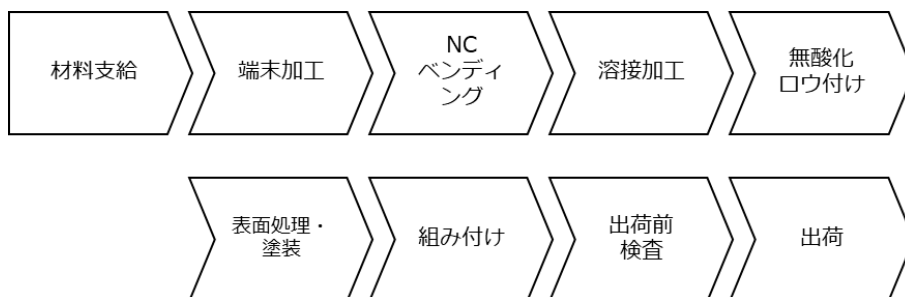 材料支給
端末加工
NC
ベンディ
ング
溶接加工
無酸化
ロウ付け
表面処理・
塗装
組み付け
出荷前
検査
出荷